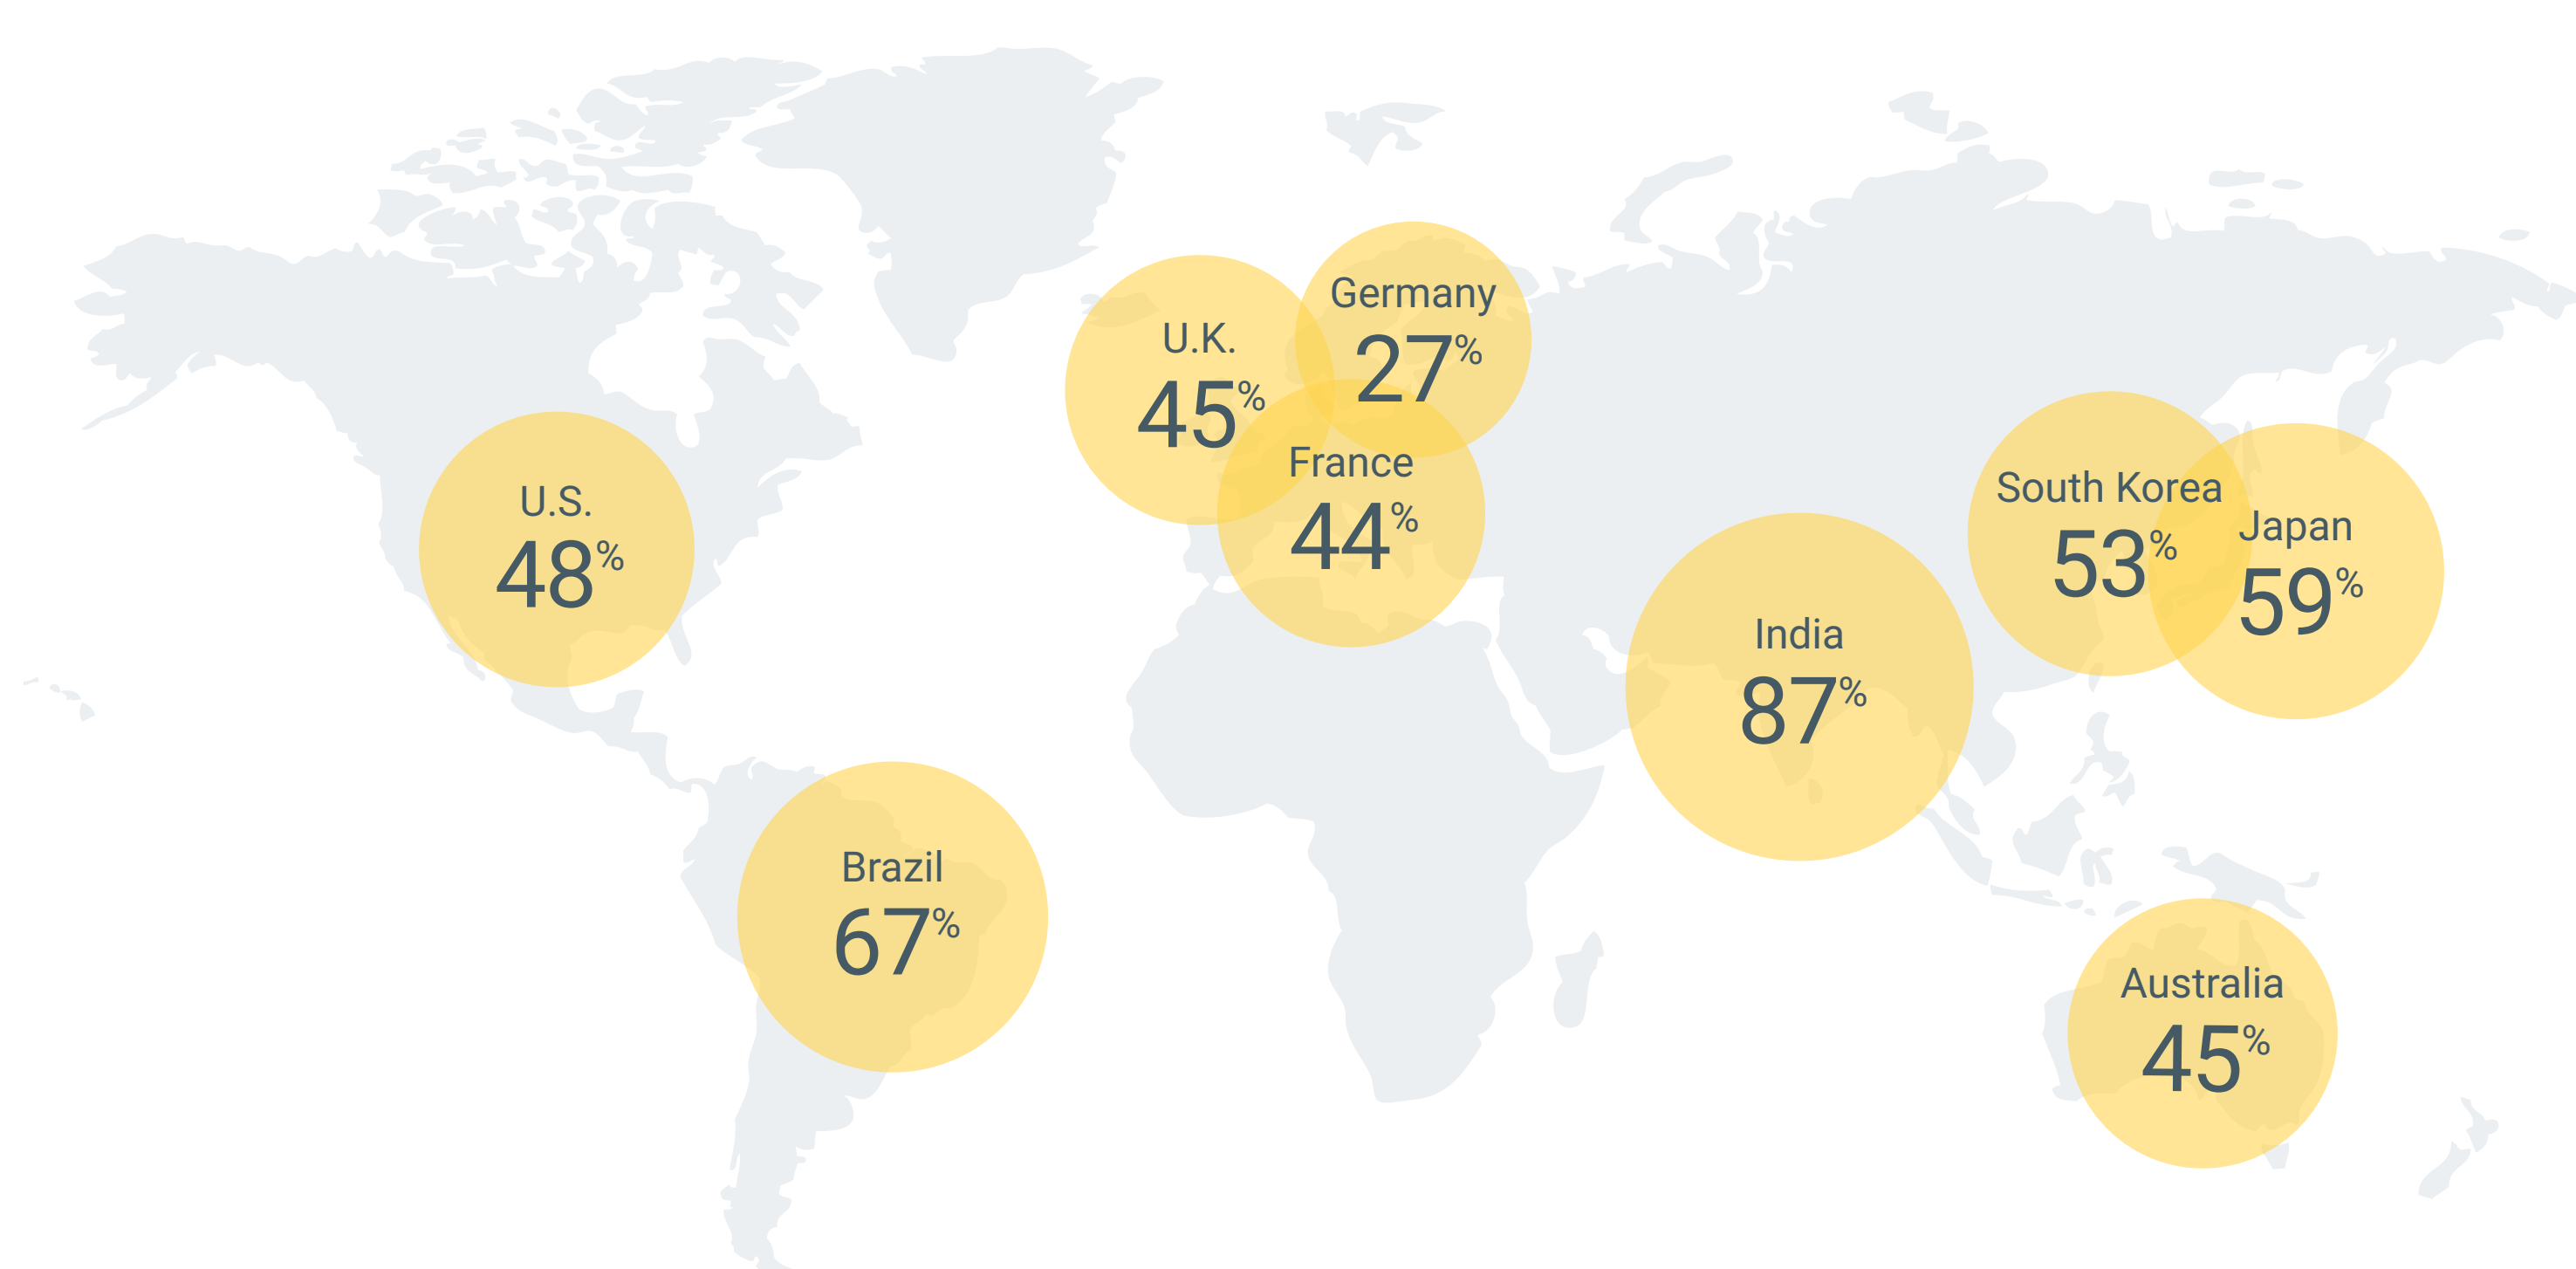 Germany
27%
U.K.
45%
France
44%
U.S.
48%
South Korea
53%
Japan
59%
India
87%
Brazil
67%
Australia
45%